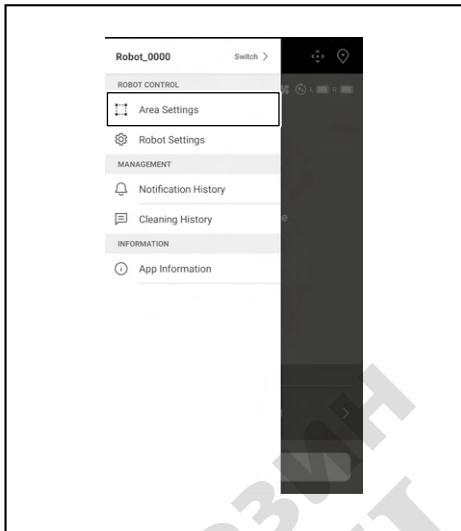 Robot_0000 Switch >
ROBOT CONTROL
L R
Area Settings
Robot Settings
MANAGEMENT
Notification History
Cleaning History
e
INFORMATION
App Information